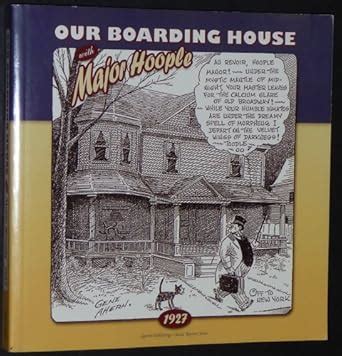 OUR BOARDING HOUSE
with
Major Hoople
AU REVOIR, HOOPLE
MANOR! — UNDER THE
MYSTIC MANTLE OF MID-
NIGHT, YOUR MASTER LEAVES
FOR THE CALCIUM GLARE
OF OLD BROADWAY! —
WHILE YOUR HUMBLE INMATES
ARE UNDER THE DREAMY
SPELL OF MORPHEUS, I
DEPART ON THE VELVET
WINGS OF DARKNESS! —
TOODLE-
OO
GENE
AHERN.
OFF TO
NEW YORK
1927